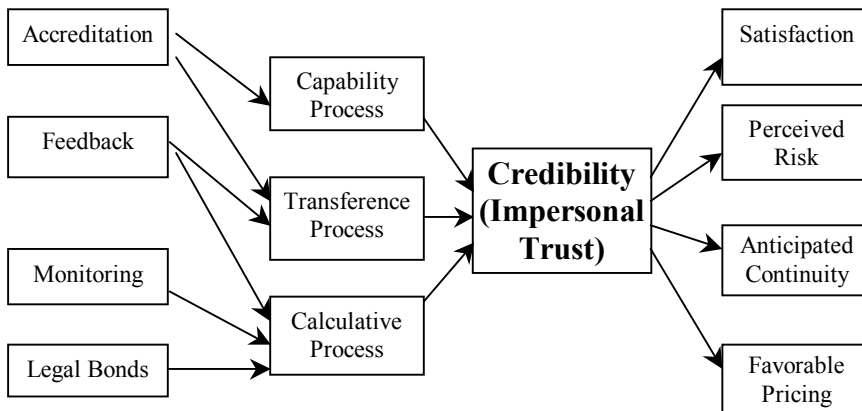 Accreditation
Feedback
Monitoring
Legal Bonds
Capability
Process
Transference
Process
Calculative
Process
Credibility
(Impersonal
Trust)
Satisfaction
Perceived
Risk
Anticipated
Continuity
Favorable
Pricing